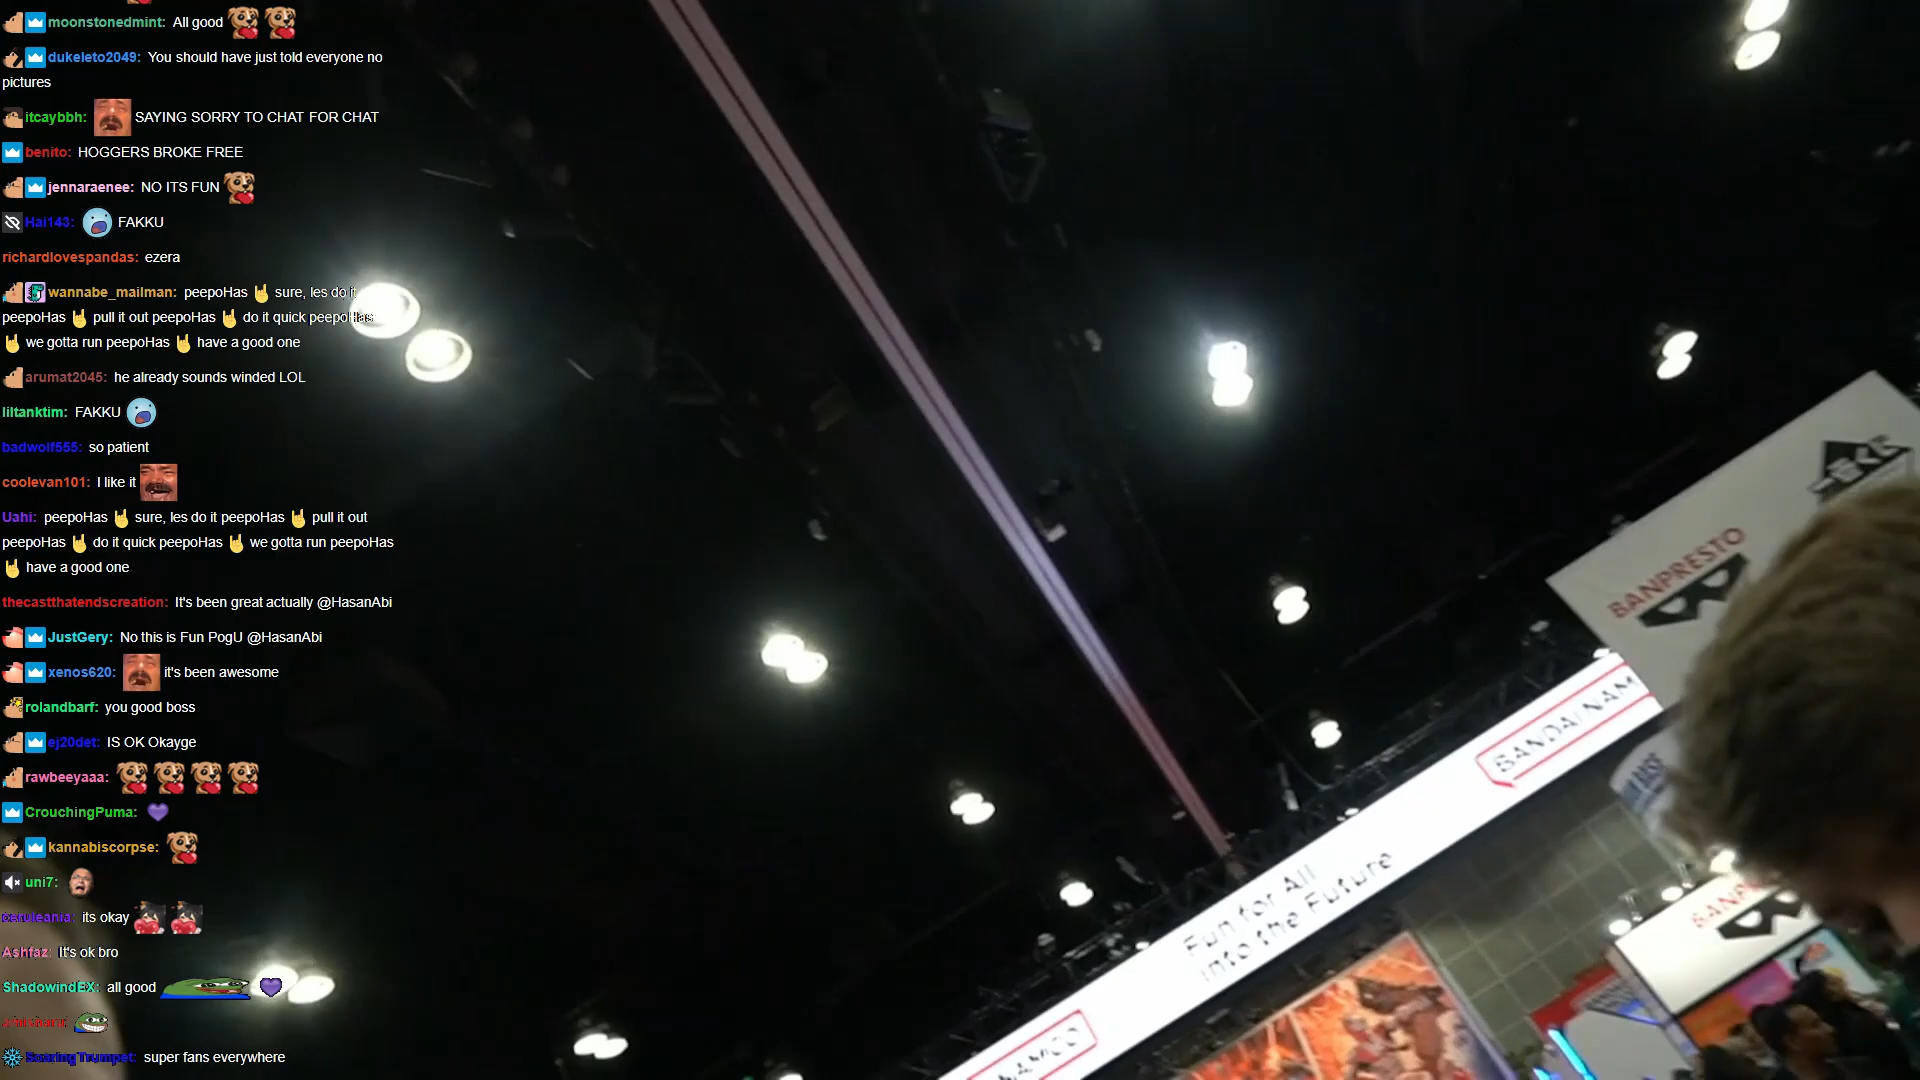 moonstonedmint: All good
dukeleto2049: You should have just told everyone no
pictures
itcaybbh: SAYING SORRY TO CHAT FOR CHAT
benito: HOGGERS BROKE FREE
jennaraenee: NO ITS FUN
Hai143: FAKKU
richardlovespandas: ezera
wannabe_mailman: peepoHas 🤘 sure, les do it
peepoHas 🤘 pull it out peepoHas 🤘 do it quick peepoHas
🤘 we gotta run peepoHas 🤘 have a good one
arumat2045: he already sounds winded LOL
liltanktim: FAKKU
badwolf555: so patient
coolevan101: I like it
Uahi: peepoHas 🤘 sure, les do it peepoHas 🤘 pull it out
peepoHas 🤘 do it quick peepoHas 🤘 we gotta run peepoHas
🤘 have a good one
thecastthatendscreation: It's been great actually @HasanAbi
JustGery: No this is Fun PogU @HasanAbi
xenos620: it's been awesome
rolandbarf: you good boss
ej20det: IS OK Okayge
rawbeeyaaa:
CrouchingPuma: 💜
kannabiscorpse:
uni7:
ceruleania: its okay
Ashfaz: It's ok bro
ShadowindEX: all good 💜
SoaringTrumpet: super fans everywhere
BANPRESTO
BANDAI NAM
Fun for All
into the Future
BANP
AMCO